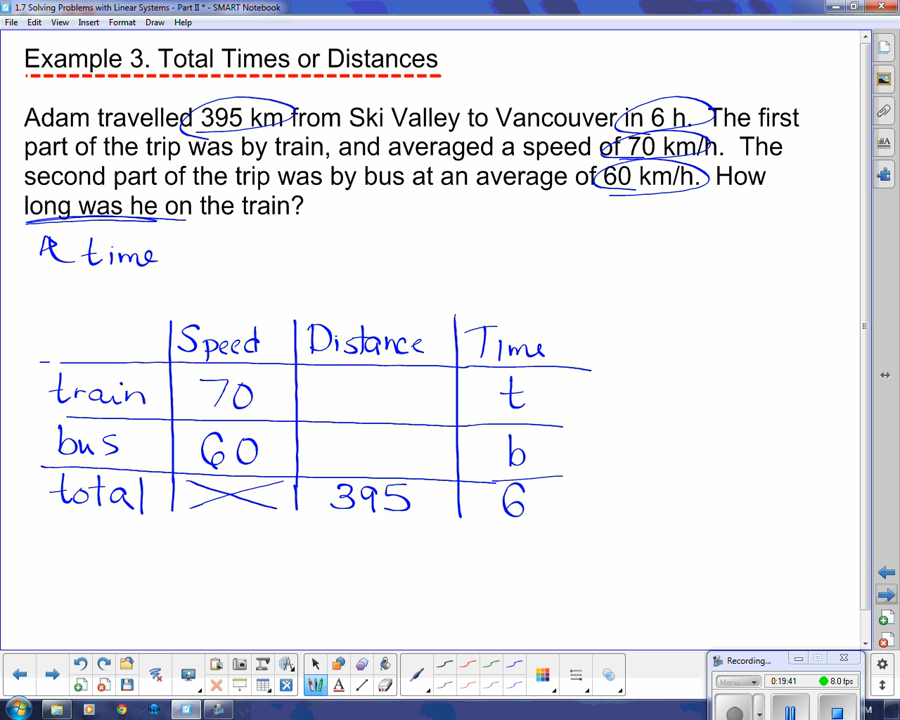 1.7 Solving Problems with Linear Systems - Part II * - SMART Notebook
File Edit View Insert Format Draw Help
Example 3. Total Times or Distances
Adam travelled 395 km from Ski Valley to Vancouver in 6 h. The first
part of the trip was by train, and averaged a speed of 70 km/h. The
second part of the trip was by bus at an average of 60 km/h. How
long was he on the train?
time
Speed Distance Time
train 70 t
bus 60 b
total 395 6
Recording...
Menu 0:19:41 8.0 fps